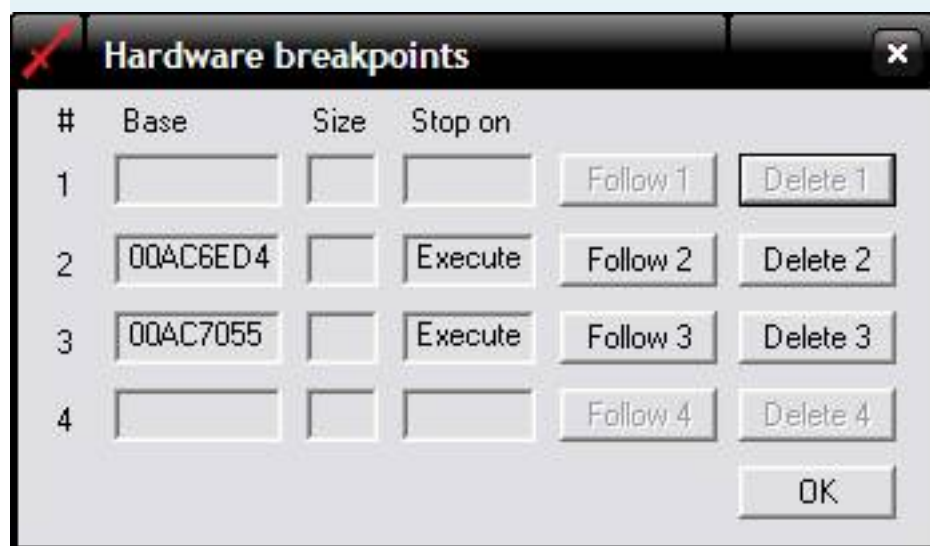 Hardware breakpoints
# Base Size Stop on
1 Follow 1 Delete 1
2 00AC6ED4 Execute Follow 2 Delete 2
3 00AC7055 Execute Follow 3 Delete 3
4 Follow 4 Delete 4
OK